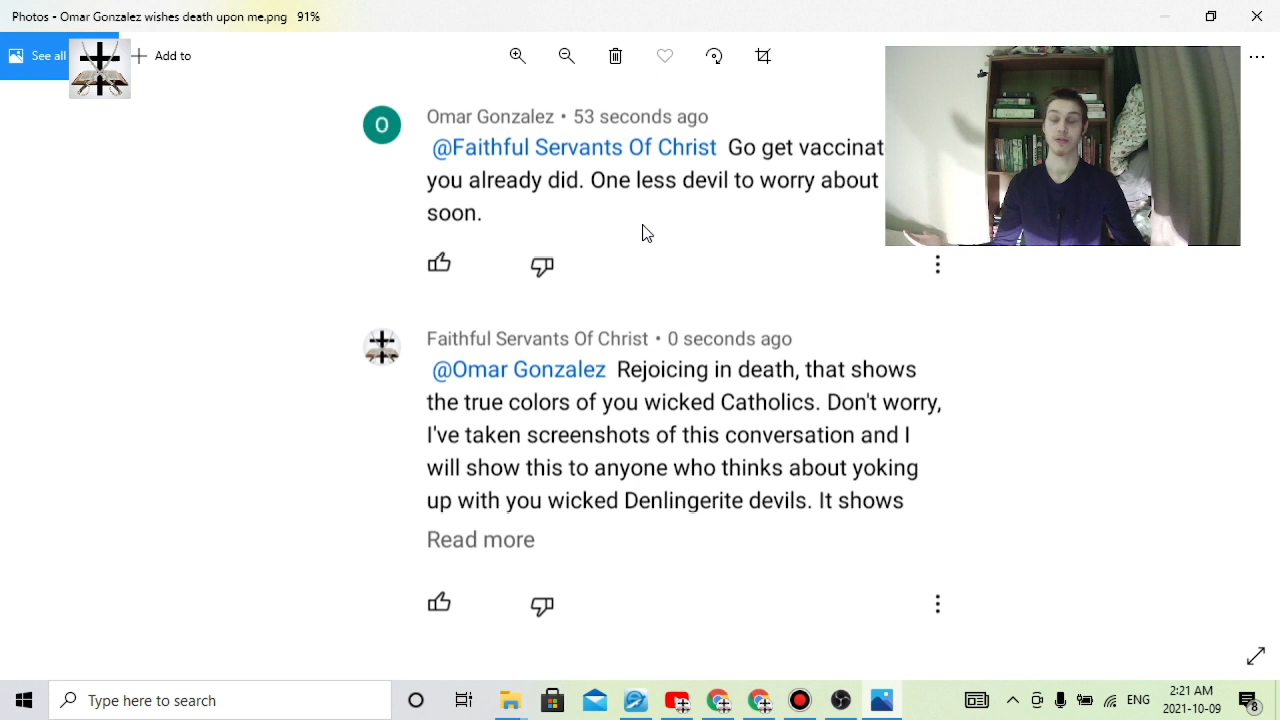 Photos - Omar Gonzalez wishes death upon me.png 91%
See all
Add to
Omar Gonzalez • 53 seconds ago
@Faithful Servants Of Christ Go get vaccinat
you already did. One less devil to worry about
soon.
Faithful Servants Of Christ • 0 seconds ago
@Omar Gonzalez Rejoicing in death, that shows
the true colors of you wicked Catholics. Don't worry,
I've taken screenshots of this conversation and I
will show this to anyone who thinks about yoking
up with you wicked Denlingerite devils. It shows
Read more
Type here to search
ENG
2:21 AM
2021-10-09
8